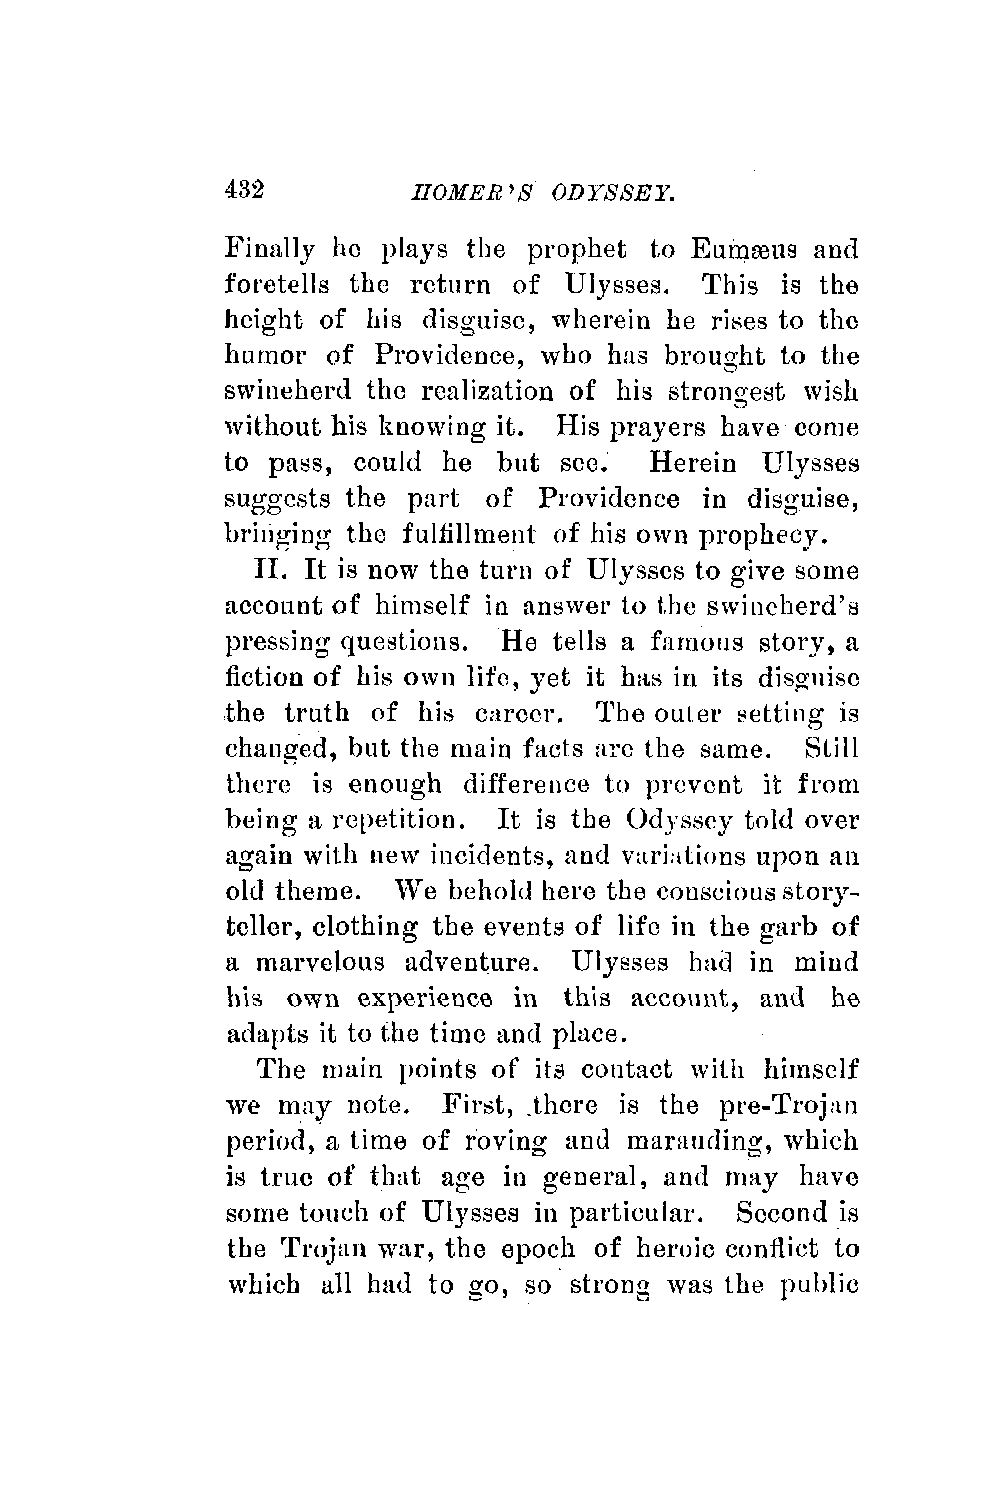 432 HOMER'S ODYSSEY.
Finally he plays the prophet to Eumæus and
foretells the return of Ulysses. This is the
height of his disguise, wherein he rises to the
humor of Providence, who has brought to the
swineherd the realization of his strongest wish
without his knowing it. His prayers have come
to pass, could he but see. Herein Ulysses
suggests the part of Providence in disguise,
bringing the fulfillment of his own prophecy.
II. It is now the turn of Ulysses to give some
account of himself in answer to the swineherd's
pressing questions. He tells a famous story, a
fiction of his own life, yet it has in its disguise
the truth of his career. The outer setting is
changed, but the main facts are the same. Still
there is enough difference to prevent it from
being a repetition. It is the Odyssey told over
again with new incidents, and variations upon an
old theme. We behold here the conscious story-
teller, clothing the events of life in the garb of
a marvelous adventure. Ulysses had in mind
his own experience in this account, and he
adapts it to the time and place.
The main points of its contact with himself
we may note. First, there is the pre-Trojan
period, a time of roving and marauding, which
is true of that age in general, and may have
some touch of Ulysses in particular. Second is
the Trojan war, the epoch of heroic conflict to
which all had to go, so strong was the public